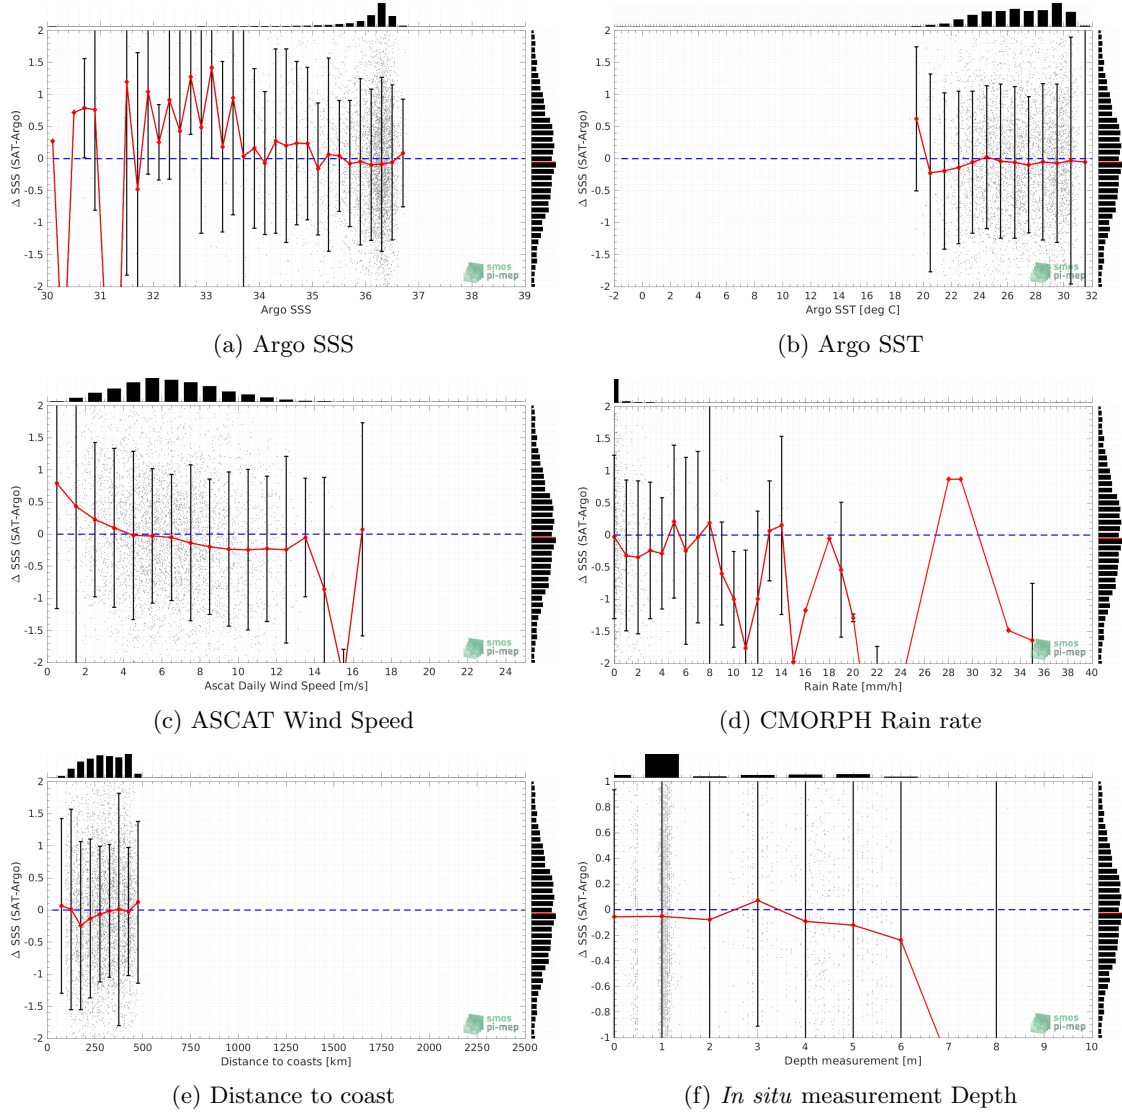 2
1.5
1
0.5
0
-0.5
-1
-1.5
-2
Δ SSS (SAT-Argo)
30 31 32 33 34 35 36 37 38 39
Argo SSS
smos
pi-mep
(a) Argo SSS
2
1.5
1
0.5
0
-0.5
-1
-1.5
-2
Δ SSS (SAT-Argo)
-2 0 2 4 6 8 10 12 14 16 18 20 22 24 26 28 30 32
Argo SST [deg C]
smos
pi-mep
(b) Argo SST
2
1.5
1
0.5
0
-0.5
-1
-1.5
-2
Δ SSS (SAT-Argo)
0 2 4 6 8 10 12 14 16 18 20 22 24
Ascat Daily Wind Speed [m/s]
smos
pi-mep
(c) ASCAT Wind Speed
2
1.5
1
0.5
0
-0.5
-1
-1.5
-2
Δ SSS (SAT-Argo)
0 2 4 6 8 10 12 14 16 18 20 22 24 26 28 30 32 34 36 38 40
Rain Rate [mm/h]
smos
pi-mep
(d) CMORPH Rain rate
2
1.5
1
0.5
0
-0.5
-1
-1.5
-2
Δ SSS (SAT-Argo)
0 250 500 750 1000 1250 1500 1750 2000 2250 2500
Distance to coasts [km]
smos
pi-mep
(e) Distance to coast
1
0.8
0.6
0.4
0.2
0
-0.2
-0.4
-0.6
-0.8
-1
Δ SSS (SAT-Argo)
0 1 2 3 4 5 6 7 8 9 10
Depth measurement [m]
smos
pi-mep
(f) In situ measurement Depth